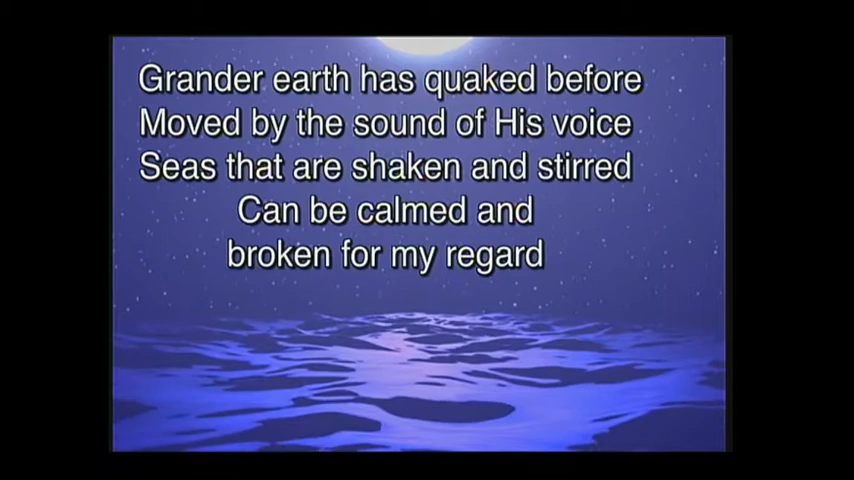 Grander earth has quaked before
Moved by the sound of His voice
Seas that are shaken and stirred
Can be calmed and
broken for my regard